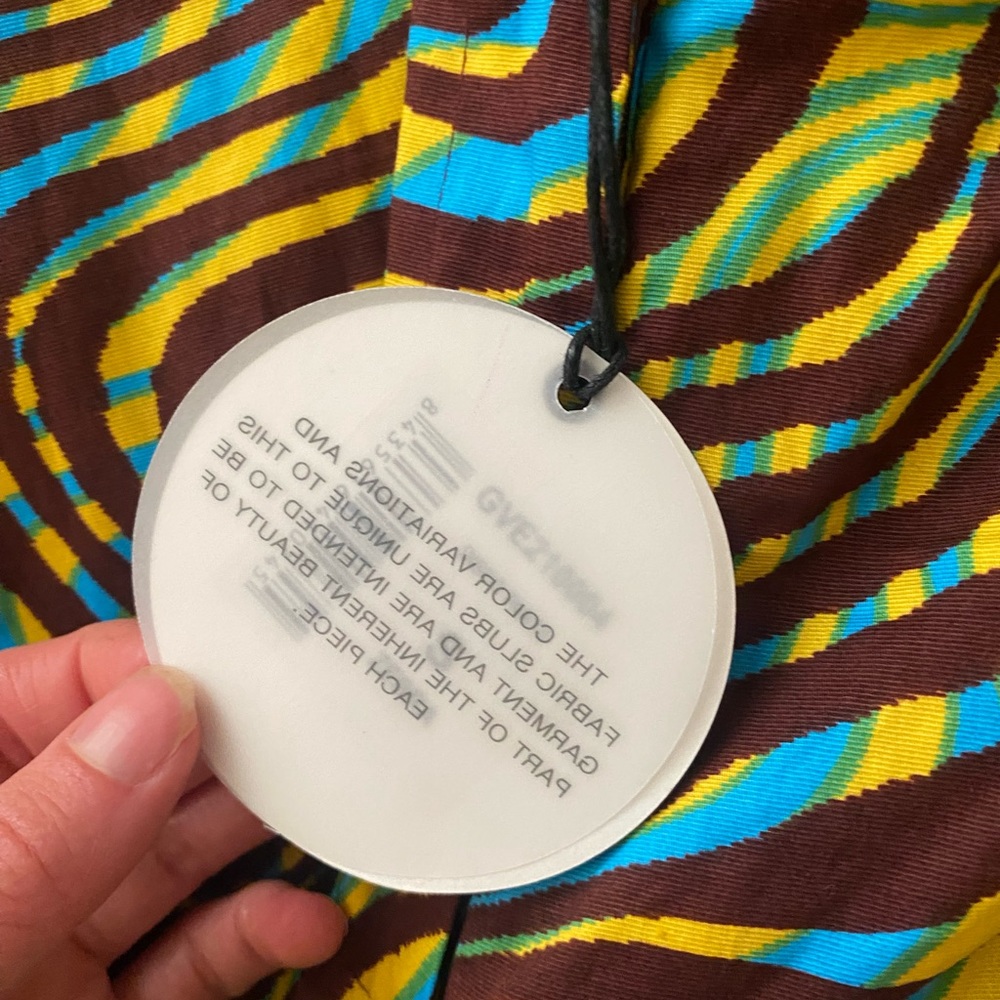 THE COLOR VARIATIONS AND
FABRIC SLUBS ARE UNIQUE TO THIS
GARMENT AND ARE INTENDED TO BE
PART OF THE INHERENT BEAUTY OF
EACH PIECE.